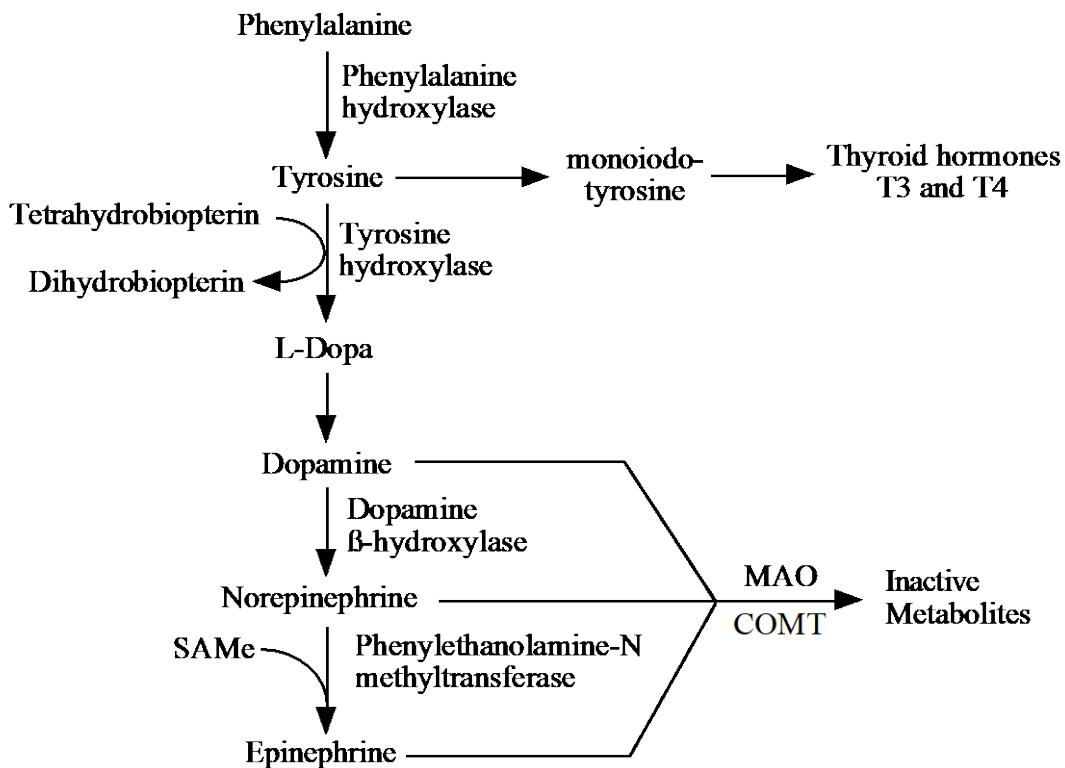 Phenylalanine
Phenylalanine
hydroxylase
Tyrosine
monoiodo-
tyrosine
Thyroid hormones
T3 and T4
Tetrahydrobiopterin
Dihydrobiopterin
Tyrosine
hydroxylase
L-Dopa
Dopamine
Dopamine
ß-hydroxylase
Norepinephrine
MAO
COMT
Inactive
Metabolites
SAMe
Phenylethanolamine-N
methyltransferase
Epinephrine